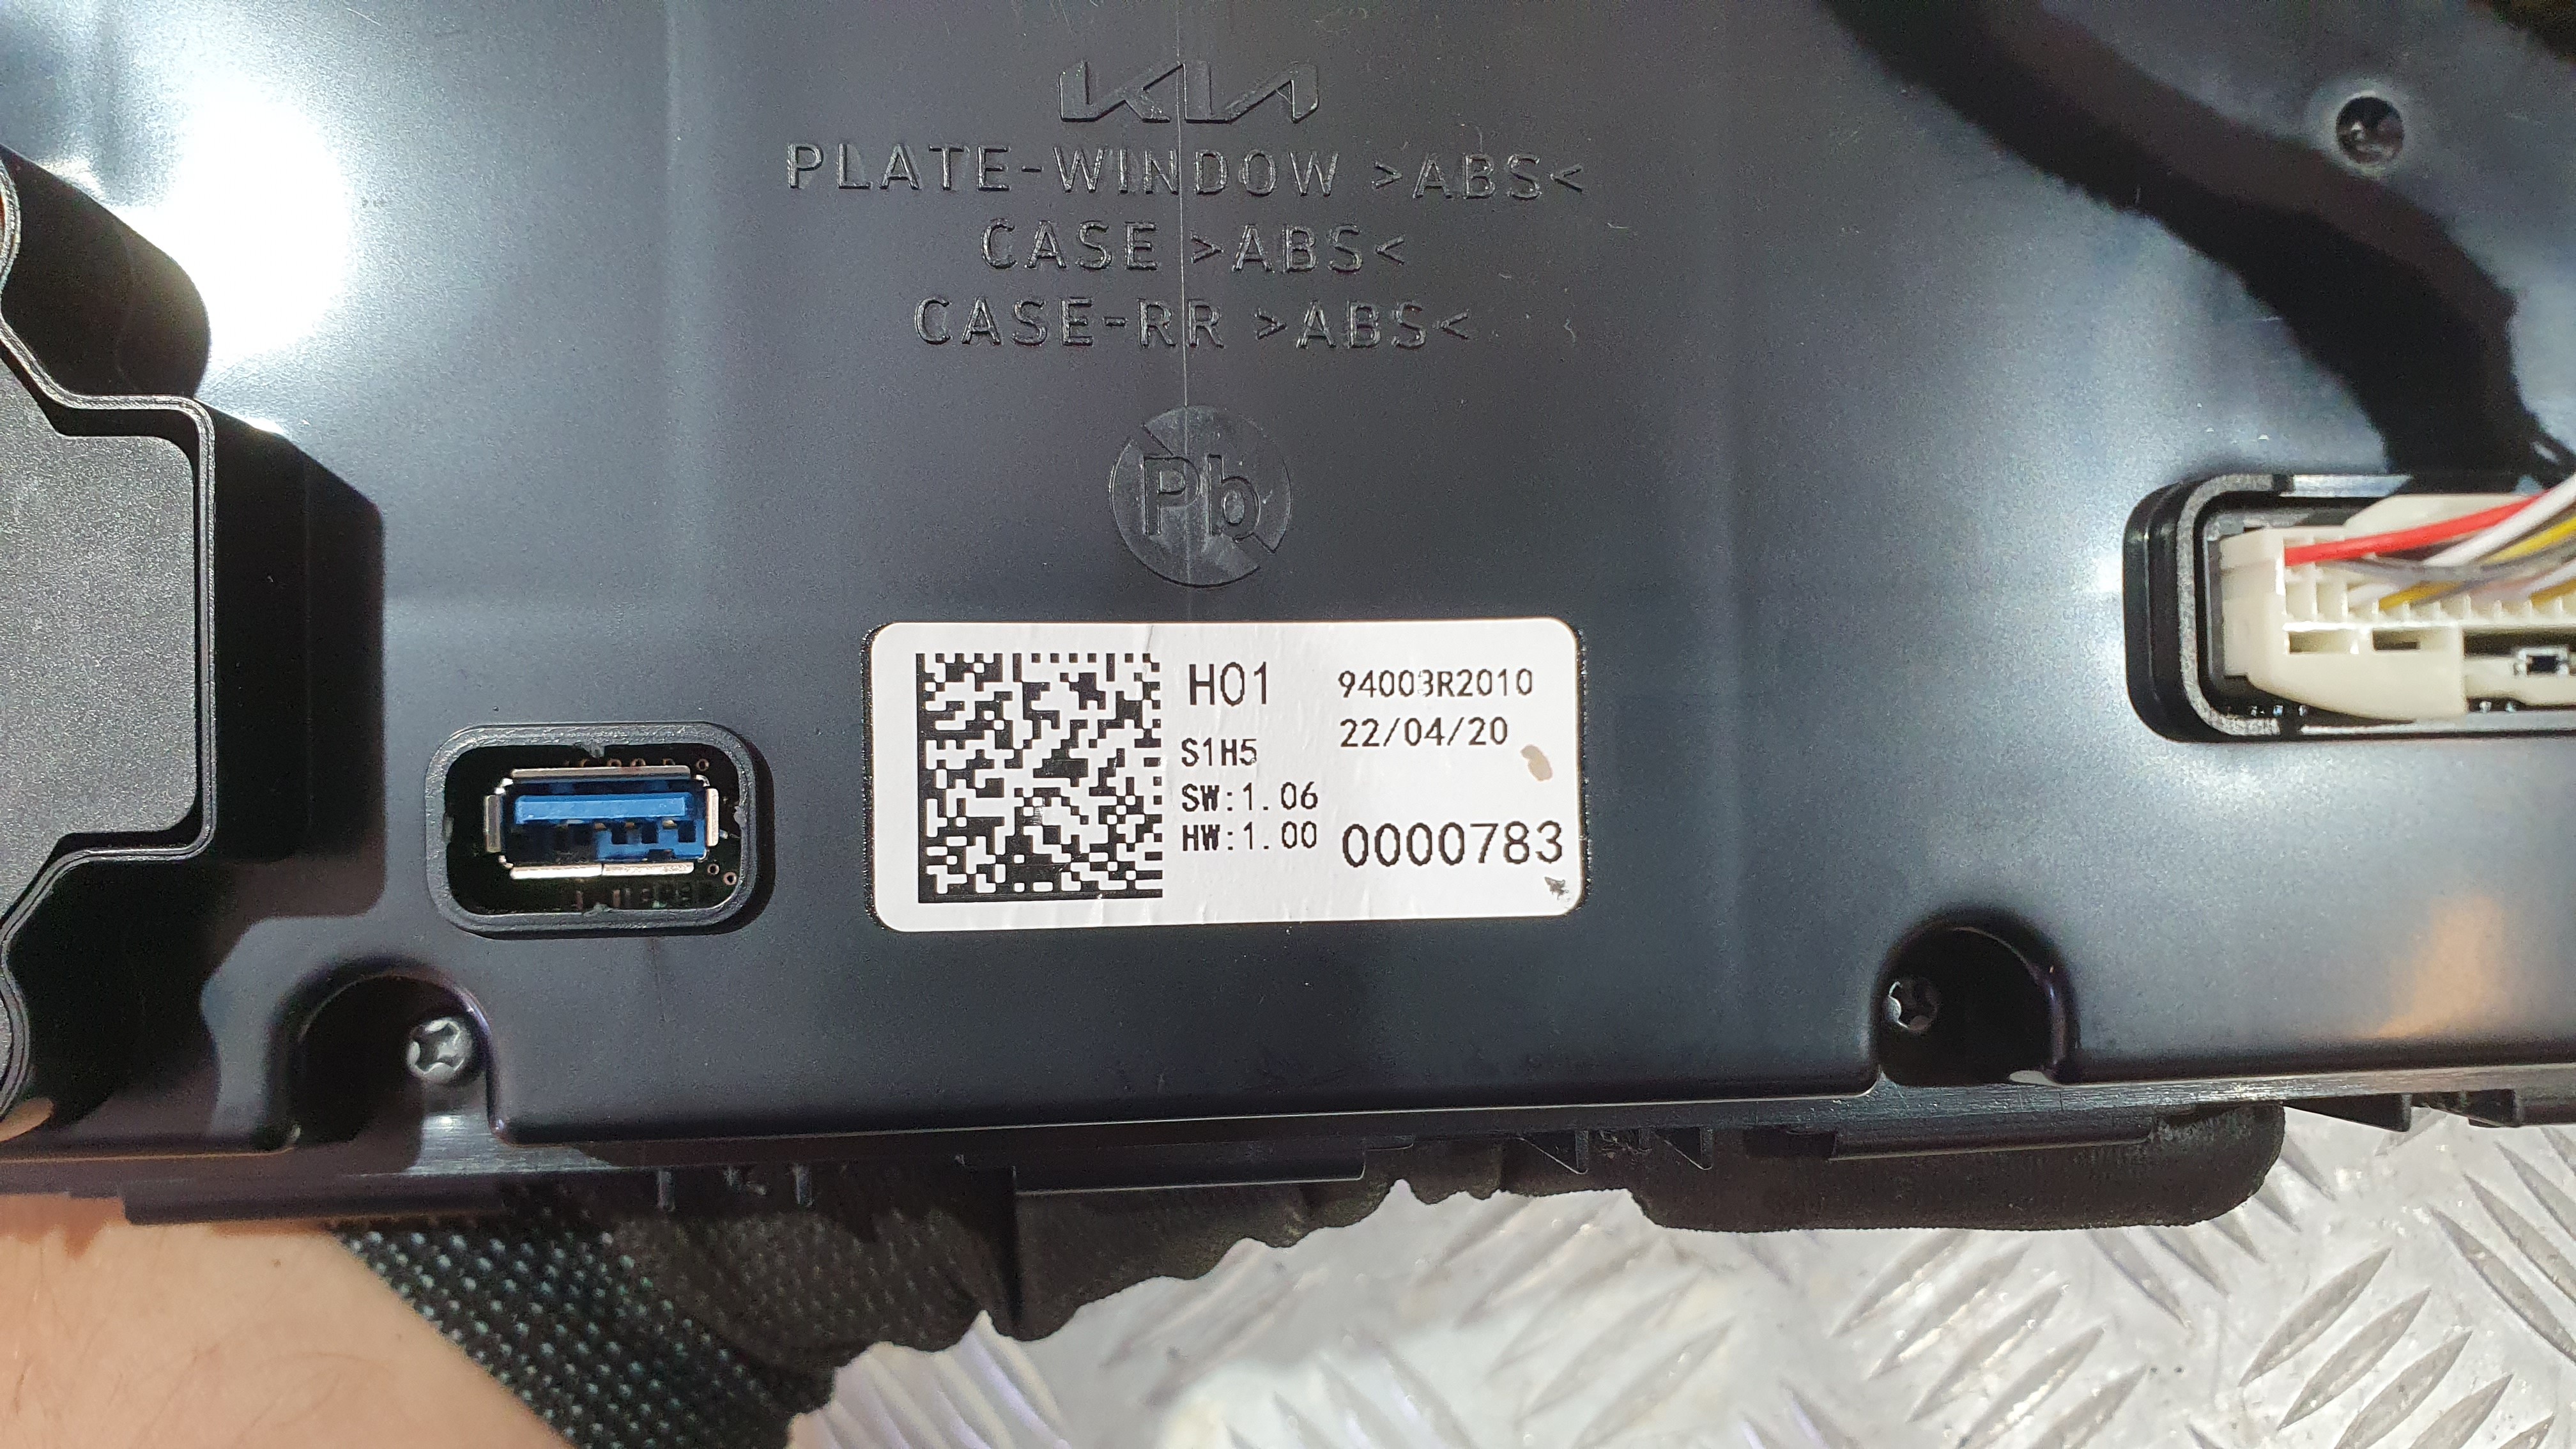 KIA
PLATE-WINDOW >ABS<
CASE >ABS<
CASE-RR >ABS<
Pb
H01 94003R2010
22/04/20
S1H5
SW:1.06
HW:1.00 0000783